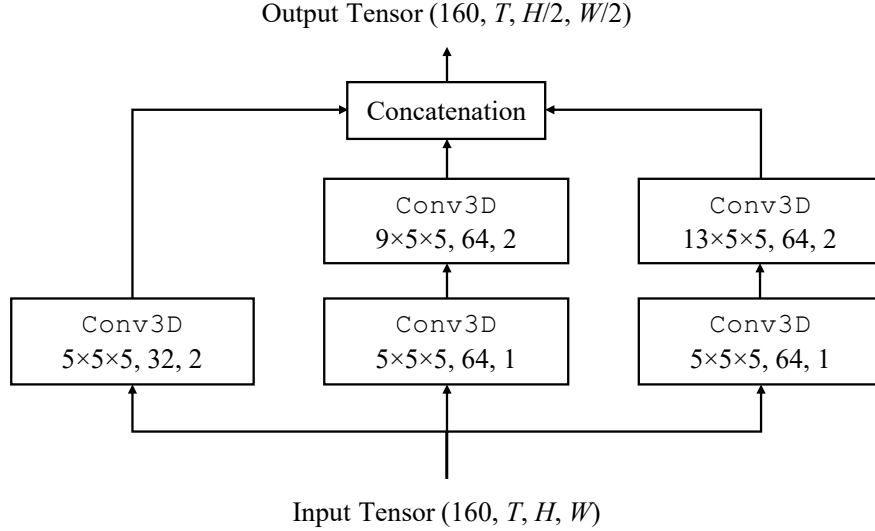 Output Tensor (160, T, H/2, W/2)
Concatenation
Conv3D
9×5×5, 64, 2
Conv3D
13×5×5, 64, 2
Conv3D
5×5×5, 32, 2
Conv3D
5×5×5, 64, 1
Conv3D
5×5×5, 64, 1
Input Tensor (160, T, H, W)